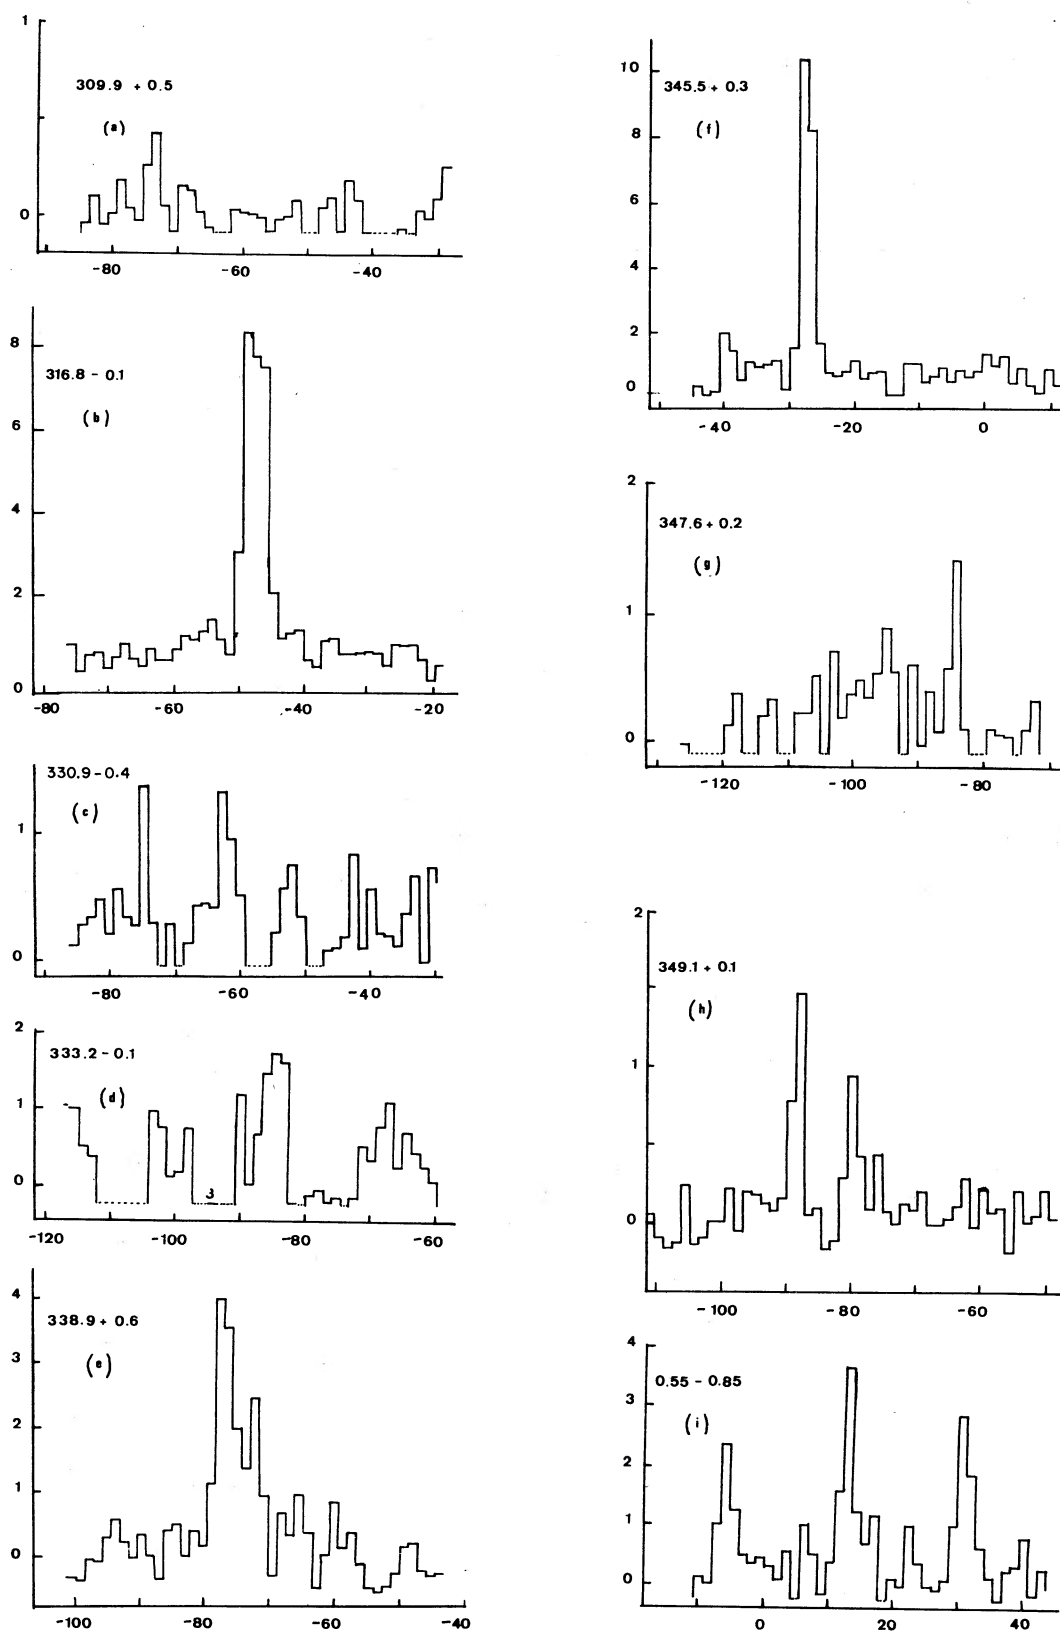 1
309.9 + 0.5
(a)
0
-80 -60 -40
8
316.8 - 0.1
(b)
6
4
2
0
-80 -60 -40 -20
330.9 - 0.4
(c)
1
0
-80 -60 -40
2
333.2 - 0.1
(d)
1
0
3
-120 -100 -80 -60
4
338.9 + 0.6
(e)
3
2
1
0
-100 -80 -60 -40
10
345.5 + 0.3
(f)
8
6
4
2
0
-40 -20 0
2
347.6 + 0.2
(g)
1
0
-120 -100 -80
2
349.1 + 0.1
(h)
1
0
-100 -80 -60
4
0.55 - 0.85
3
(i)
2
1
0
0 20 40